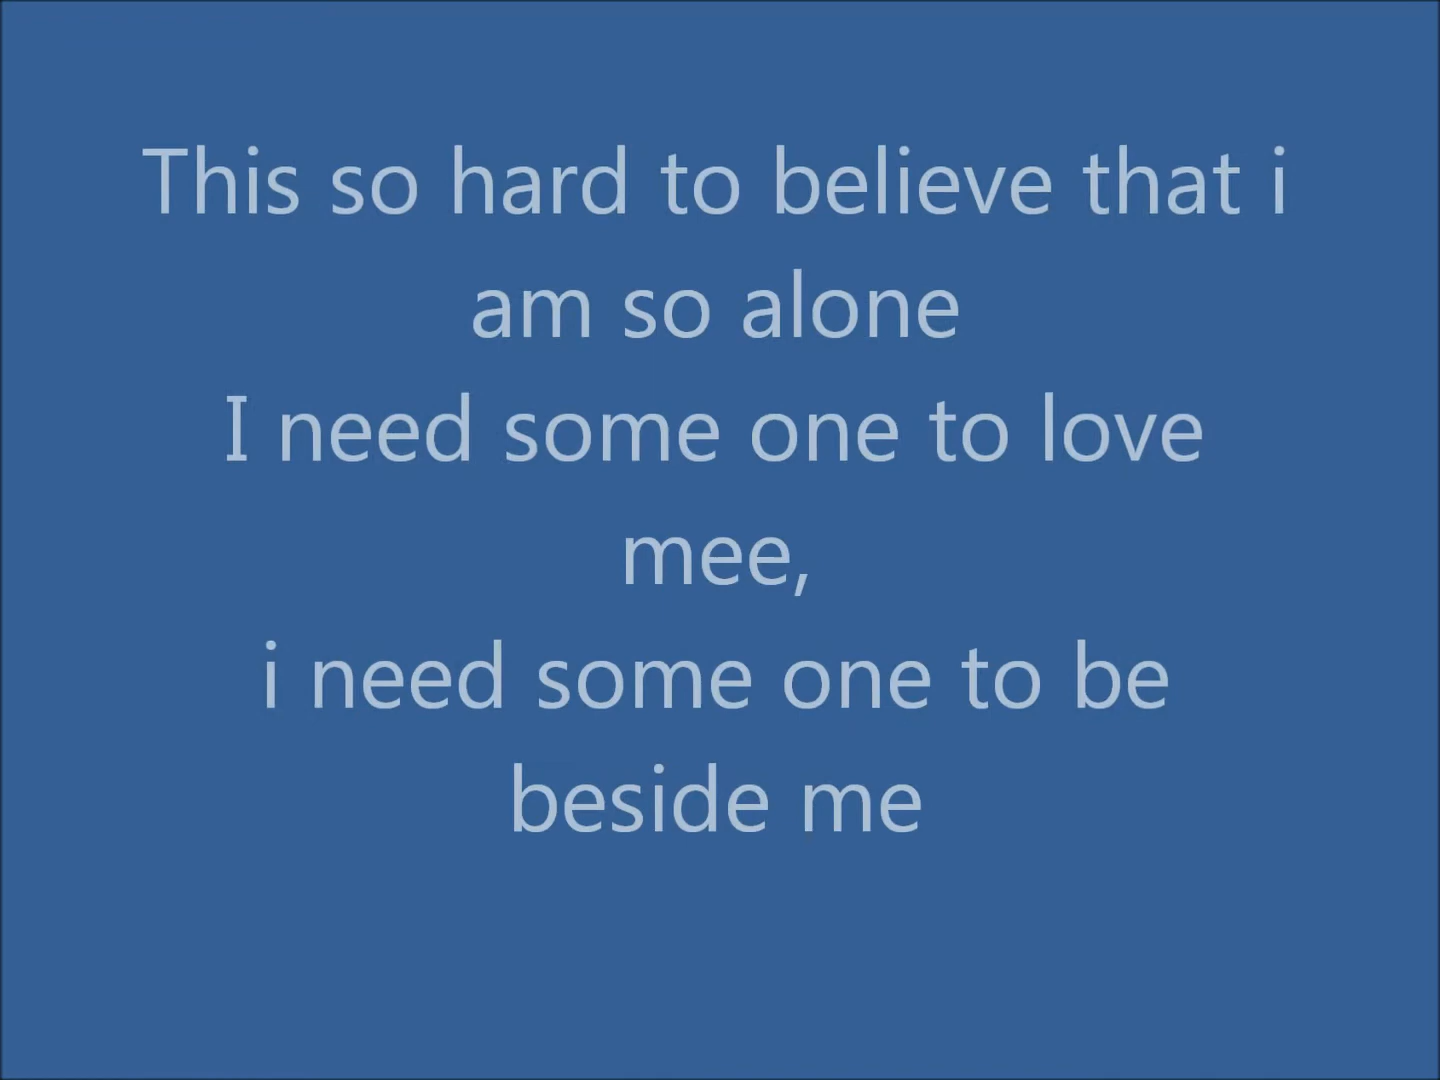 This so hard to believe that i
am so alone
I need some one to love
mee,
i need some one to be
beside me